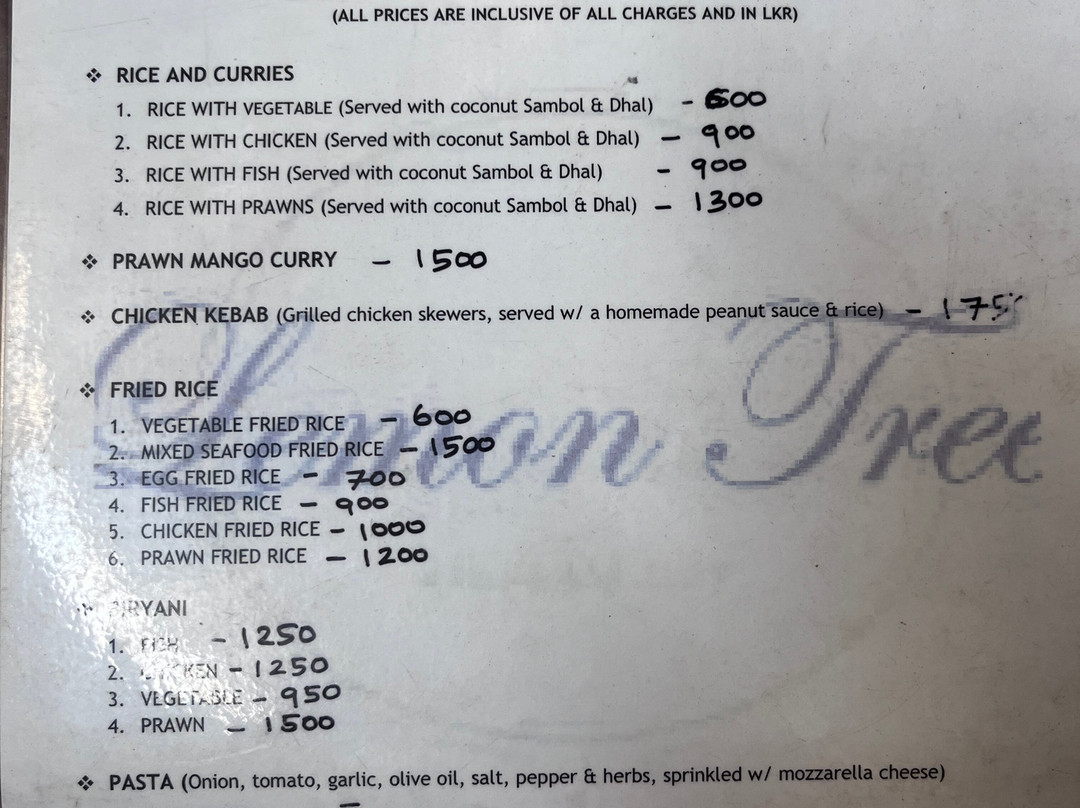 (ALL PRICES ARE INCLUSIVE OF ALL CHARGES AND IN LKR)
❖ RICE AND CURRIES
1. RICE WITH VEGETABLE (Served with coconut Sambol & Dhal) - 600
2. RICE WITH CHICKEN (Served with coconut Sambol & Dhal) - 900
3. RICE WITH FISH (Served with coconut Sambol & Dhal) - 900
4. RICE WITH PRAWNS (Served with coconut Sambol & Dhal) - 1300
❖ PRAWN MANGO CURRY - 1500
❖ CHICKEN KEBAB (Grilled chicken skewers, served w/ a homemade peanut sauce & rice) -
Lemon Tree
❖ FRIED RICE
1. VEGETABLE FRIED RICE - 600
2. MIXED SEAFOOD FRIED RICE - 1500
3. EGG FRIED RICE - 700
4. FISH FRIED RICE - 900
5. CHICKEN FRIED RICE - 1000
6. PRAWN FRIED RICE - 1200
❖ BIRYANI
1. FISH - 1250
2. CHICKEN - 1250
3. VEGETABLE - 950
4. PRAWN - 1500
❖ PASTA (Onion, tomato, garlic, olive oil, salt, pepper & herbs, sprinkled w/ mozzarella cheese)